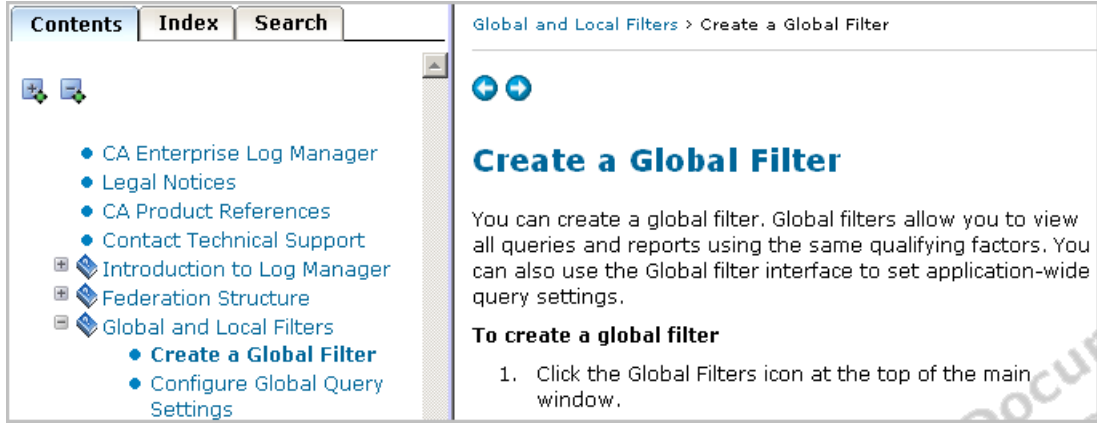 Contents Index Search
CA Enterprise Log Manager
Legal Notices
CA Product References
Contact Technical Support
Introduction to Log Manager
Federation Structure
Global and Local Filters
Create a Global Filter
Configure Global Query
Settings
Global and Local Filters > Create a Global Filter
Create a Global Filter
You can create a global filter. Global filters allow you to view
all queries and reports using the same qualifying factors. You
can also use the Global filter interface to set application-wide
query settings.
To create a global filter
1. Click the Global Filters icon at the top of the main
window.